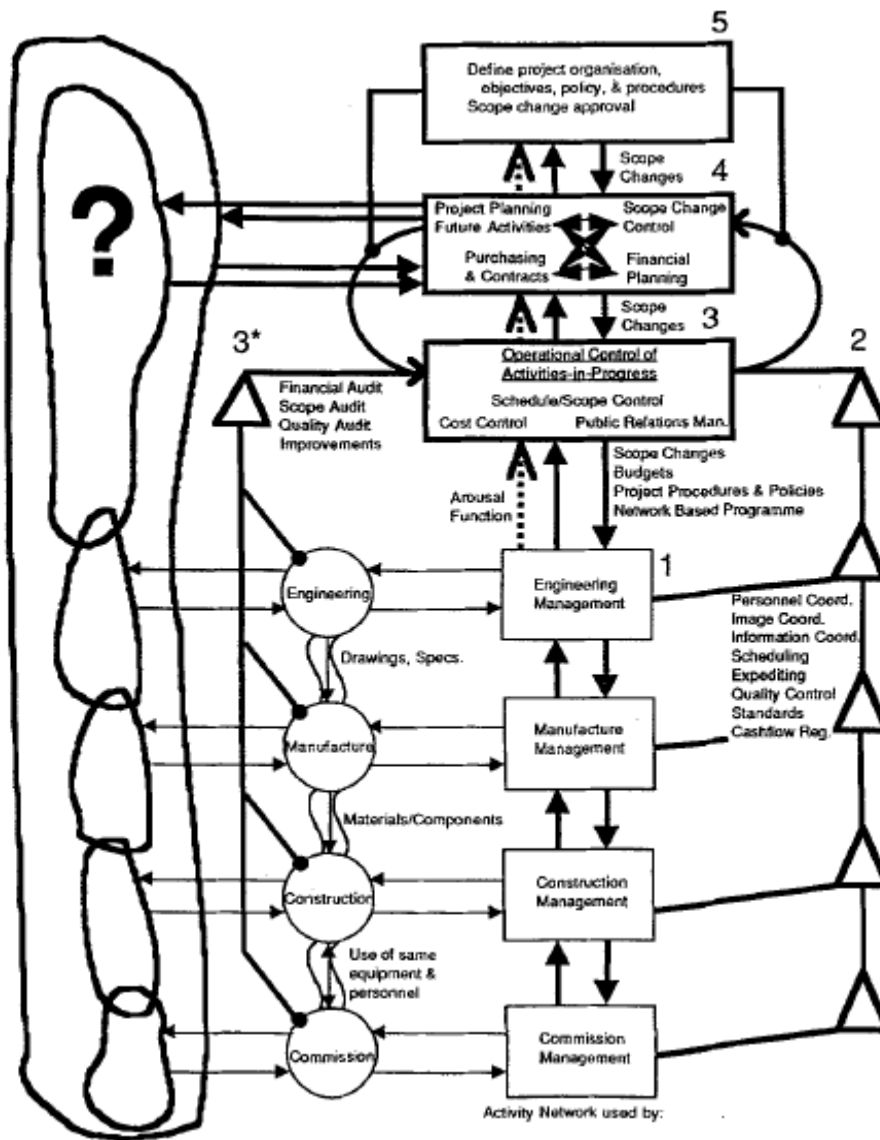 5
Define project organisation,
objectives, policy, & procedures
Scope change approval
Scope
Changes
4
?
Project Planning
Future Activities
Scope Change
Control
Purchasing
& Contracts
Financial
Planning
Scope
Changes
3
3*
2
Operational Control of
Activities-in-Progress
Schedule/Scope Control
Cost Control
Public Relations Man.
Financial Audit
Scope Audit
Quality Audit
Improvements
Arousal
Function
Scope Changes
Budgets
Project Procedures & Policies
Network Based Programme
1
Engineering
Engineering
Management
Personnel Coord.
Image Coord.
Information Coord.
Scheduling
Expediting
Quality Control
Standards
Cashflow Reg.
Drawings, Specs.
Manufacture
Manufacture
Management
Materials/Components
Construction
Construction
Management
Use of same
equipment &
personnel
Commission
Commission
Management
Activity Network used by: